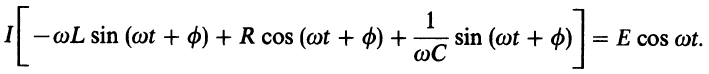 I[−ωL sin (ωt + ϕ) + R cos (ωt + ϕ) + 1/ωC sin (ωt + ϕ)] = E cos ωt.